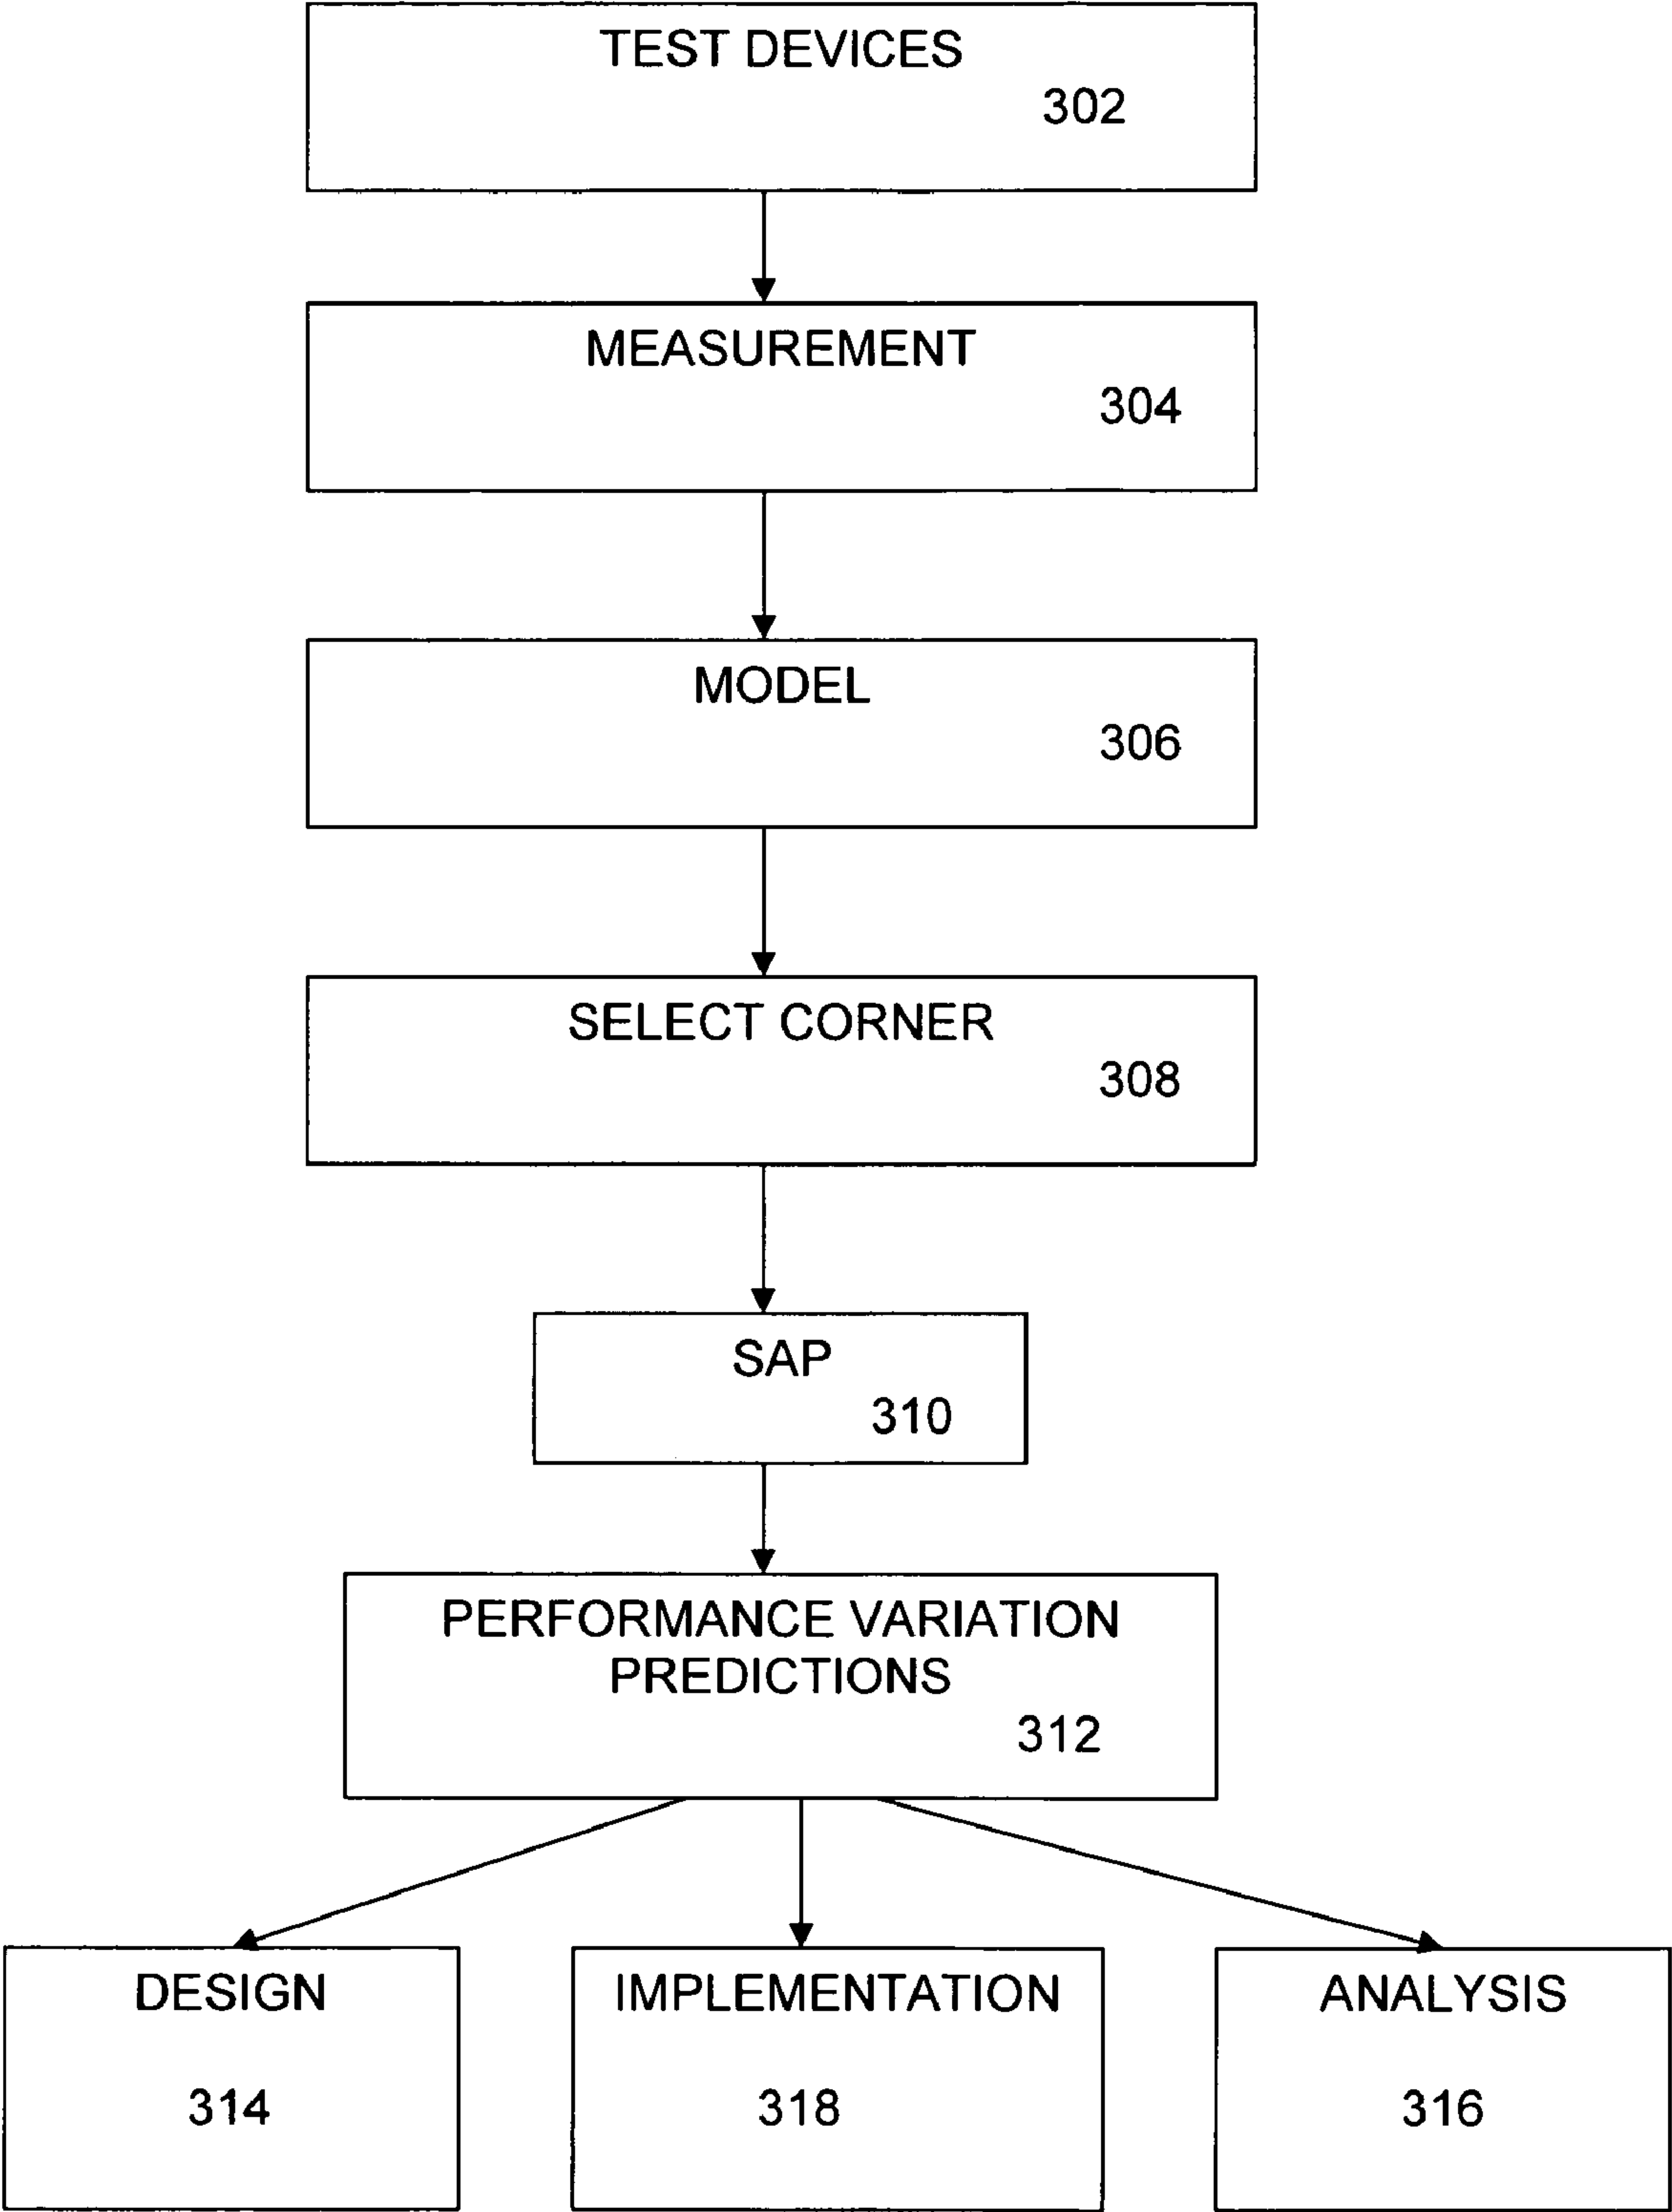 TEST DEVICES
302
MEASUREMENT
304
MODEL
306
SELECT CORNER
308
SAP
310
PERFORMANCE VARIATION
PREDICTIONS
312
DESIGN
314
IMPLEMENTATION
318
ANALYSIS
316